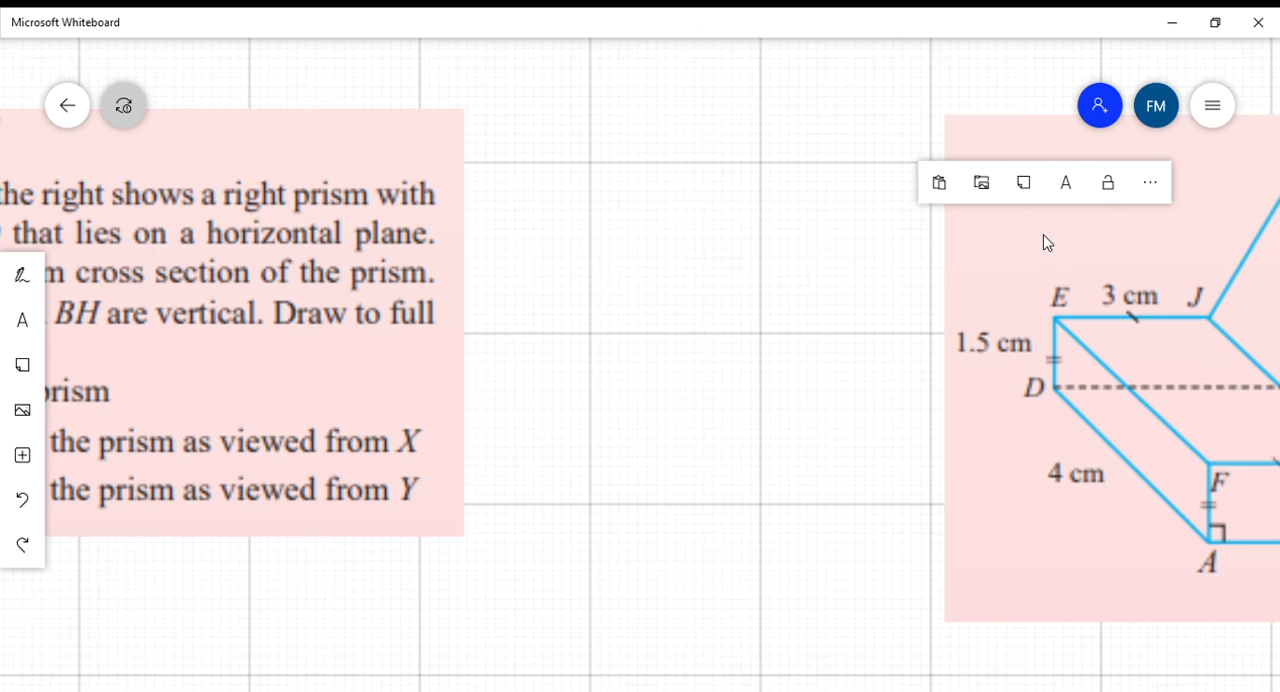 Microsoft Whiteboard
FM
the right shows a right prism with
that lies on a horizontal plane.
cross section of the prism.
BH are vertical. Draw to full
prism
the prism as viewed from X
the prism as viewed from Y
A
A
E 3 cm J
1.5 cm
D
4 cm
F
A